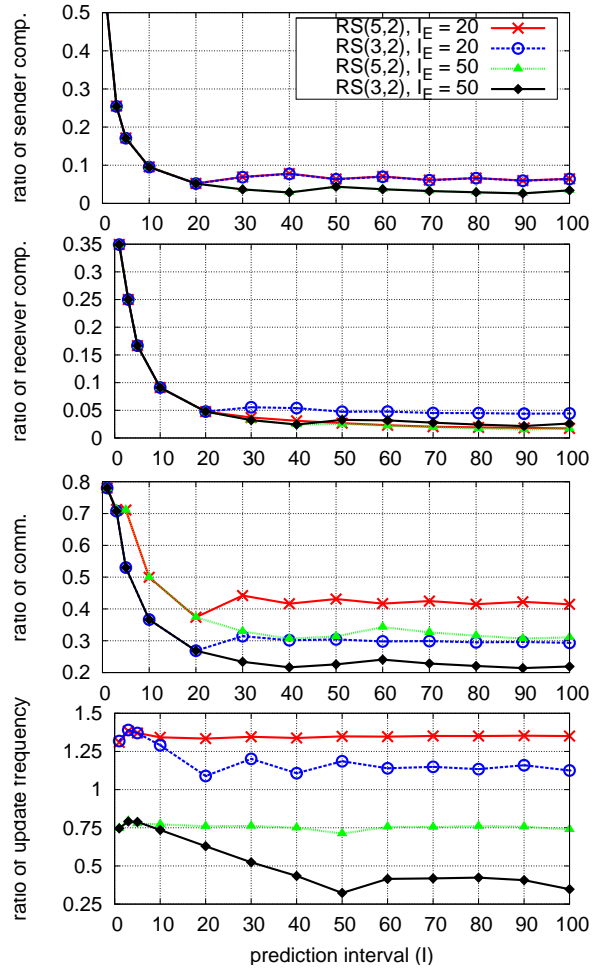 ratio of sender comp.
0.5
0.4
0.3
0.2
0.1
0
RS(5,2), I_E = 20
RS(3,2), I_E = 20
RS(5,2), I_E = 50
RS(3,2), I_E = 50
0 10 20 30 40 50 60 70 80 90 100
ratio of receiver comp.
0.35
0.3
0.25
0.2
0.15
0.1
0.05
0
0 10 20 30 40 50 60 70 80 90 100
ratio of comm.
0.8
0.7
0.6
0.5
0.4
0.3
0.2
0 10 20 30 40 50 60 70 80 90 100
ratio of update frequency
1.5
1.25
1
0.75
0.5
0.25
0 10 20 30 40 50 60 70 80 90 100
prediction interval (I)